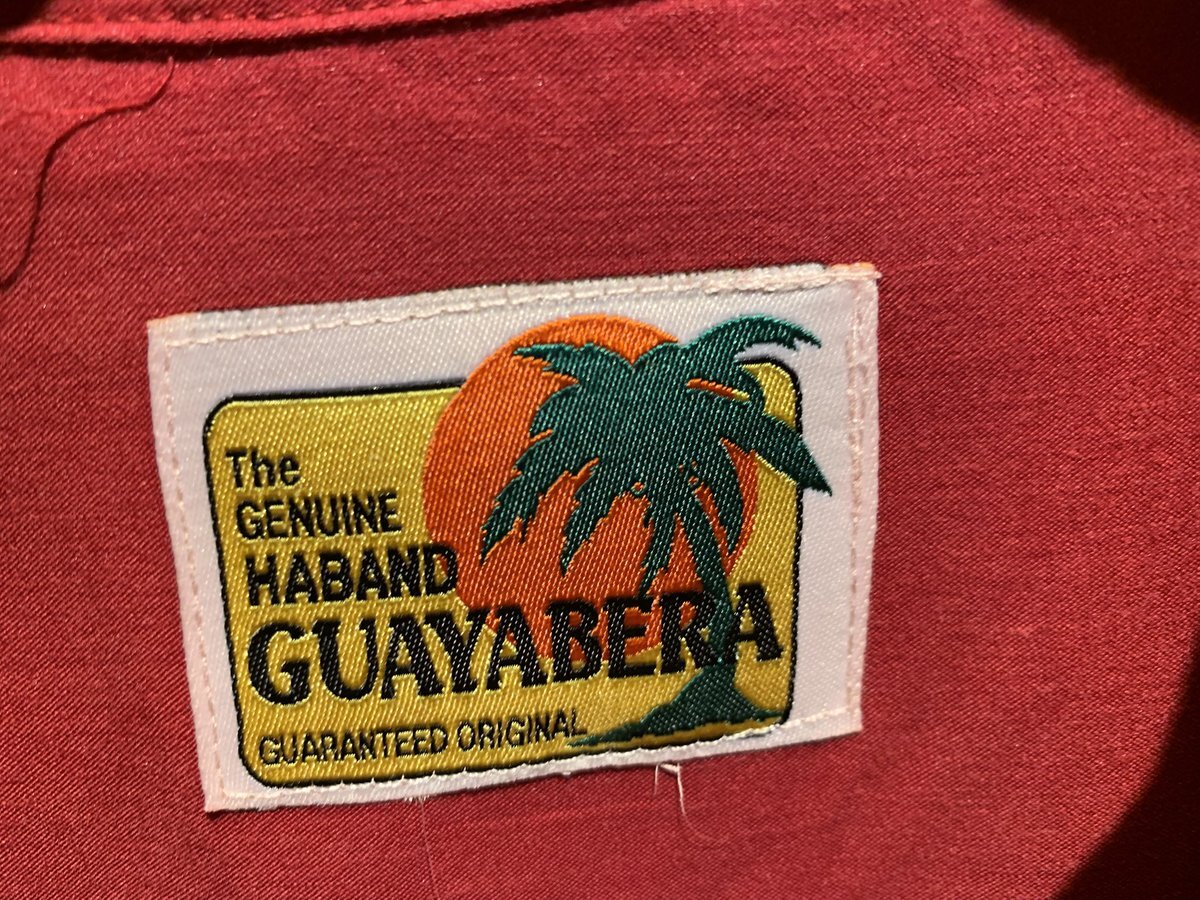 The
GENUINE
HABAND
GUAYABERA
GUARANTEED ORIGINAL